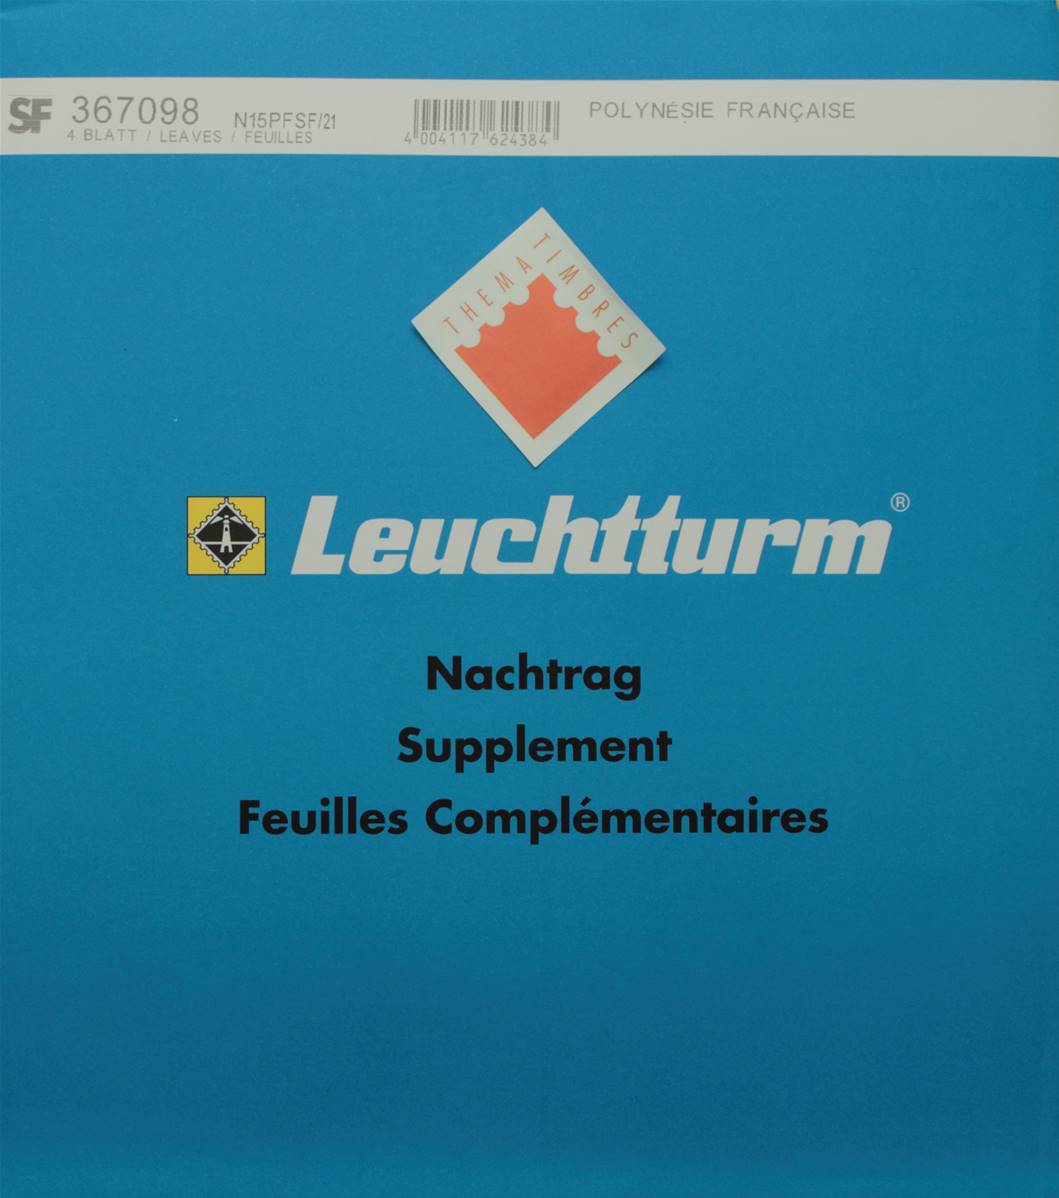 SF 367098 N15PFSF/21
4 BLATT / LEAVES / FEUILLES
4 004117 624384
POLYNÉSIE FRANÇAISE
THEMA TIMBRES
Leuchtturm®
Nachtrag
Supplement
Feuilles Complémentaires